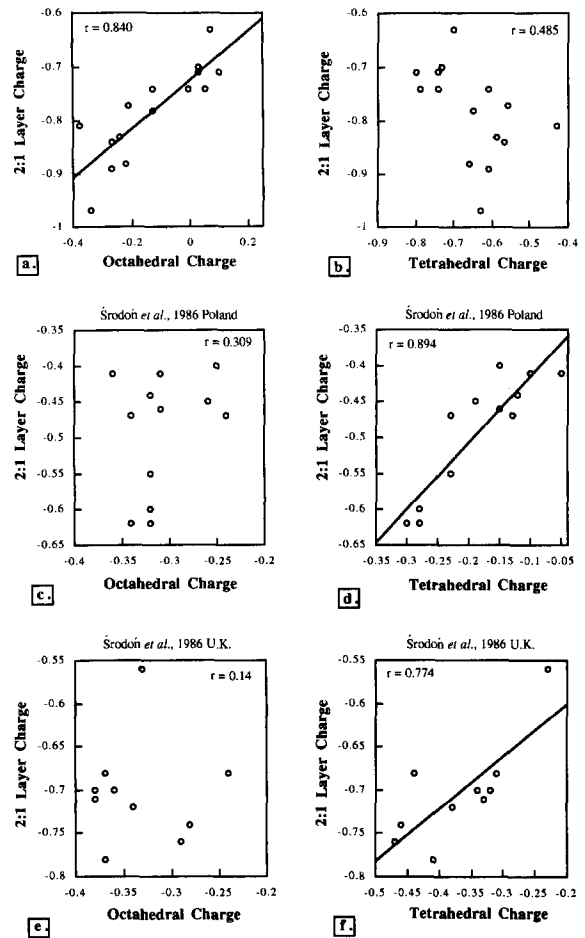 -0.6
-0.7
-0.8
-0.9
-1
2:1 Layer Charge
r = 0.840
-0.4
-0.2
0
0.2
Octahedral Charge
a.
-0.6
-0.7
-0.8
-0.9
-1
2:1 Layer Charge
r = 0.485
-0.9
-0.8
-0.7
-0.6
-0.5
-0.4
Tetrahedral Charge
b.
Środoń et al., 1986 Poland
-0.35
-0.4
-0.45
-0.5
-0.55
-0.6
-0.65
2:1 Layer Charge
r = 0.309
-0.4
-0.35
-0.3
-0.25
-0.2
Octahedral Charge
c.
Środoń et al., 1986 Poland
-0.35
-0.4
-0.45
-0.5
-0.55
-0.6
-0.65
2:1 Layer Charge
r = 0.894
-0.35
-0.3
-0.25
-0.2
-0.15
-0.1
-0.05
Tetrahedral Charge
d.
Środoń et al., 1986 U.K.
-0.55
-0.6
-0.65
-0.7
-0.75
-0.8
2:1 Layer Charge
r = 0.14
-0.4
-0.35
-0.3
-0.25
-0.2
Octahedral Charge
e.
Środoń et al., 1986 U.K.
-0.55
-0.6
-0.65
-0.7
-0.75
-0.8
2:1 Layer Charge
r = 0.774
-0.5
-0.45
-0.4
-0.35
-0.3
-0.25
-0.2
Tetrahedral Charge
f.